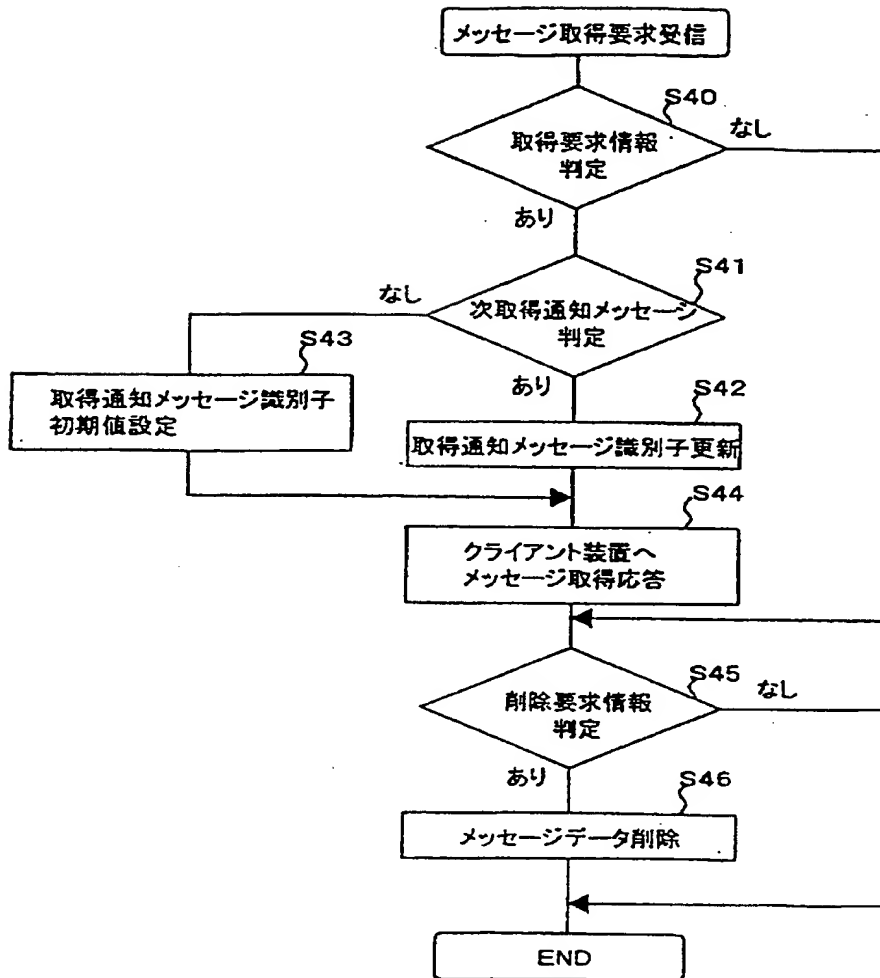 メッセージ取得要求受信
S40
取得要求情報
判定
なし
あり
S41
次取得通知メッセージ
判定
なし
あり
S43
取得通知メッセージ識別子
初期値設定
S42
取得通知メッセージ識別子更新
S44
クライアント装置へ
メッセージ取得応答
S45
削除要求情報
判定
なし
あり
S46
メッセージデータ削除
END